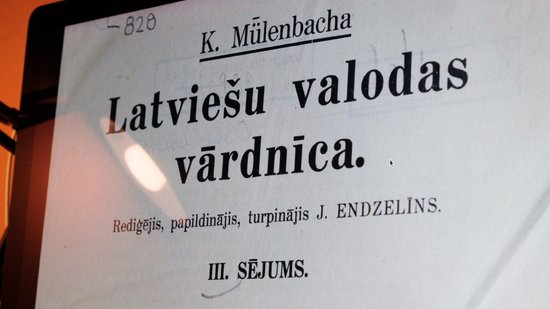 -828
K. Mülenbacha
Latviešu valodas
vārdnīca.
Rediģējis, papildinājis, turpinājis J. ENDZELĪNS.
III. SĒJUMS.